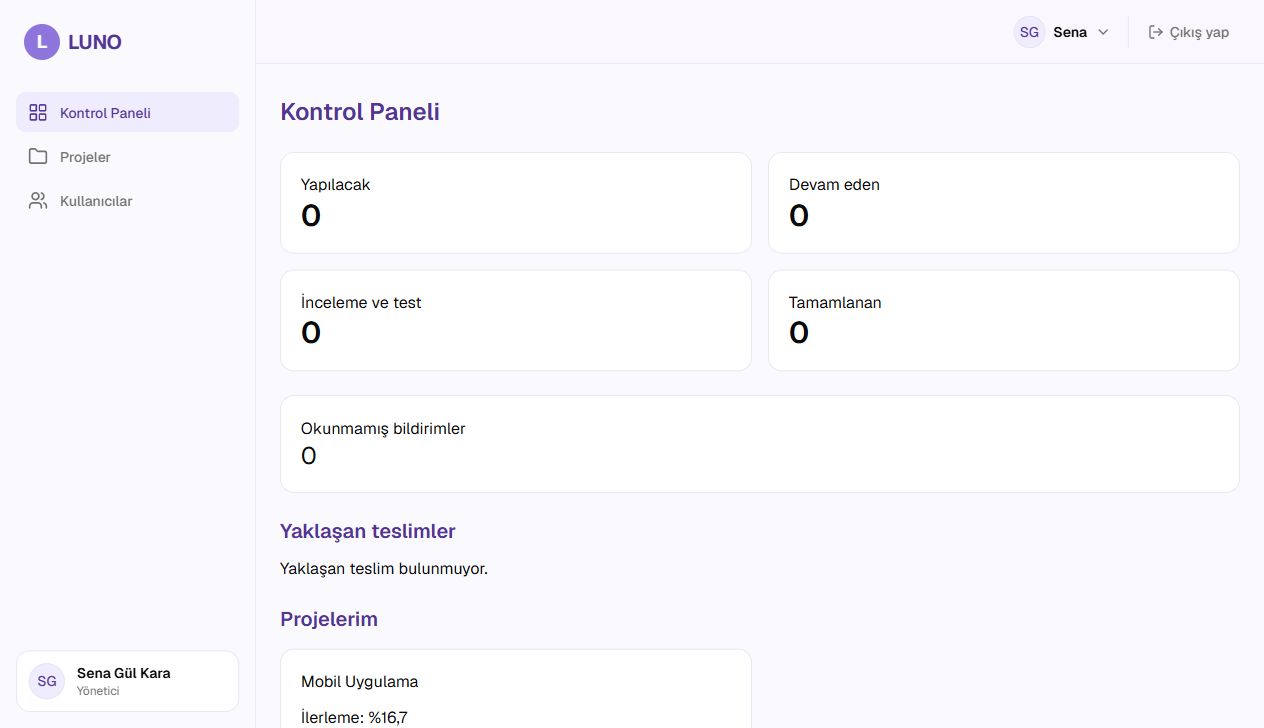 L LUNO
SG Sena
Çıkış yap
Kontrol Paneli
Projeler
Kullanıcılar
Kontrol Paneli
Yapılacak
0
Devam eden
0
İnceleme ve test
0
Tamamlanan
0
Okunmamış bildirimler
0
Yaklaşan teslimler
Yaklaşan teslim bulunmuyor.
Projelerim
Mobil Uygulama
İlerleme: %16,7
SG Sena Gül Kara
Yönetici